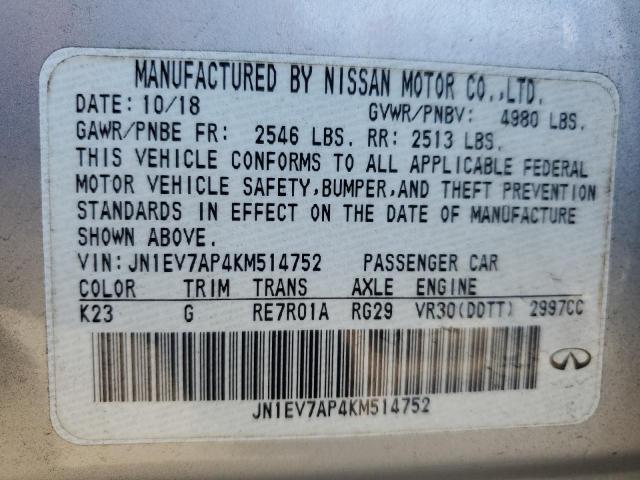 MANUFACTURED BY NISSAN MOTOR CO.,LTD.
DATE: 10/18 GVWR/PNBV: 4980 LBS.
GAWR/PNBE FR: 2546 LBS. RR: 2513 LBS.
THIS VEHICLE CONFORMS TO ALL APPLICABLE FEDERAL
MOTOR VEHICLE SAFETY,BUMPER,AND THEFT PREVENTION
STANDARDS IN EFFECT ON THE DATE OF MANUFACTURE
SHOWN ABOVE.
VIN:JN1EV7AP4KM514752 PASSENGER CAR
COLOR TRIM TRANS AXLE ENGINE
K23 G RE7R01A RG29 VR30(DDTT) 2997CC
JN1EV7AP4KM514752